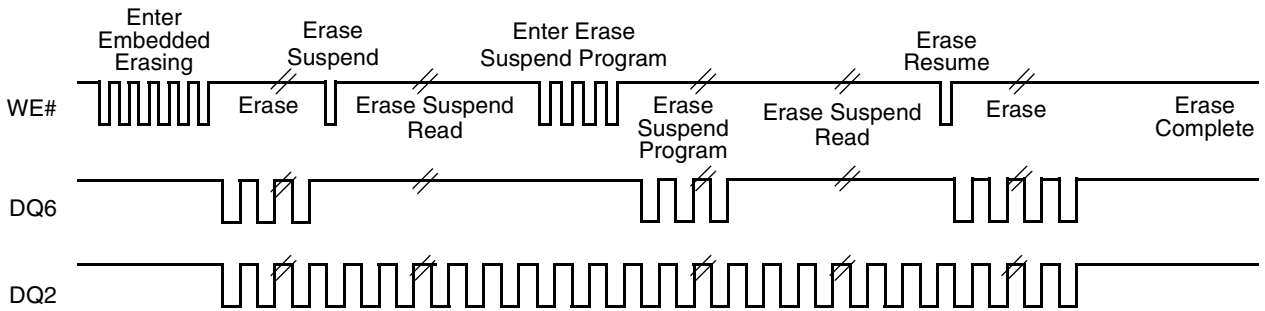 Enter
Embedded
Erasing
Erase
Suspend
Enter Erase
Suspend Program
Erase
Resume
WE#
Erase
Erase Suspend
Read
Erase
Suspend
Program
Erase Suspend
Read
Erase
Erase
Complete
DQ6
DQ2